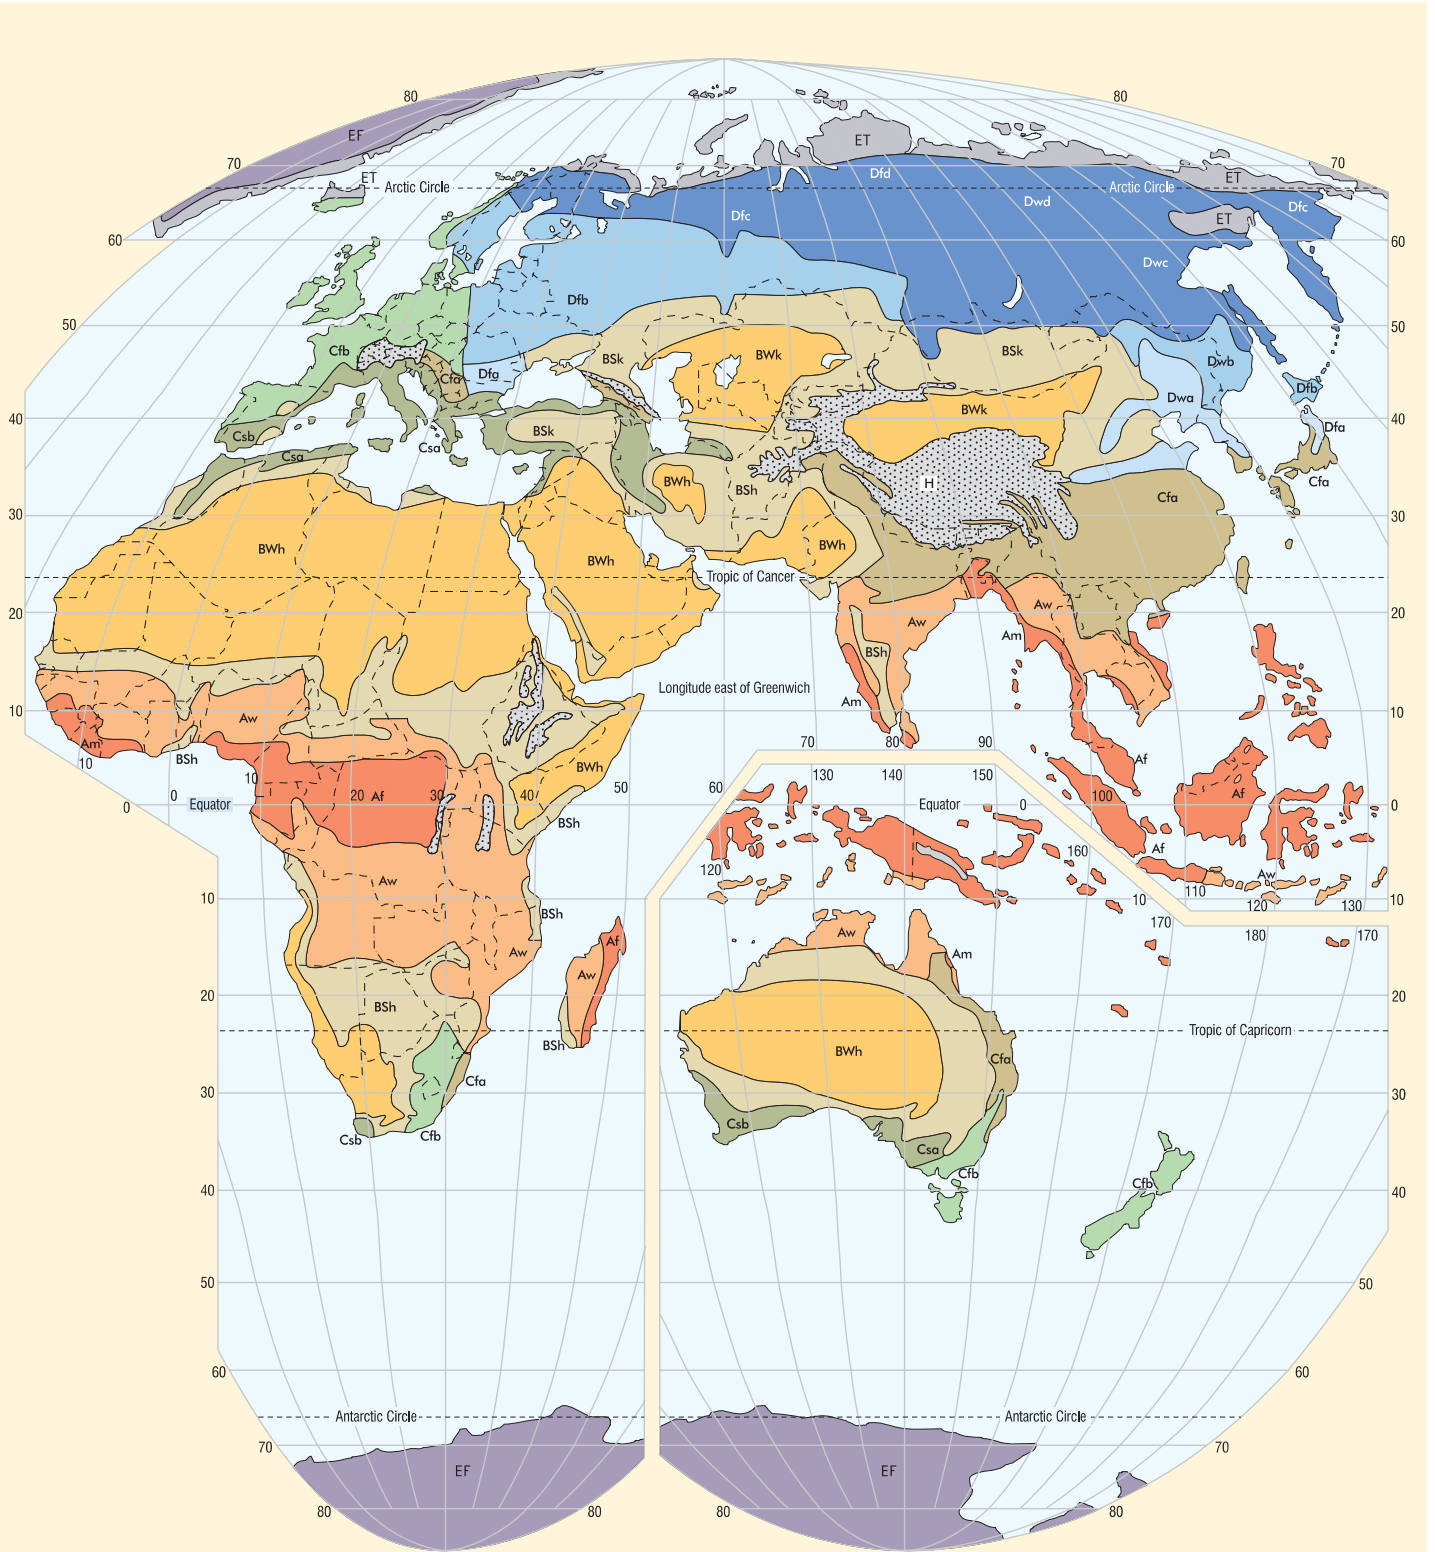 80
80
EF
ET
70
70
ET
Dfd
ET
Arctic Circle
Arctic Circle
Dwd
Dfc
Dfc
ET
60
60
Dwc
Dfb
50
50
Cfb
BSk
BWk
BSk
Dwb
Cfa
Dfa
Dfb
Dwa
40
BWk
40
Csb
BSk
Dfa
Csa
Csa
BWh
BSh
H
Cfa
Cfa
30
30
BWh
BWh
BWh
Tropic of Cancer
20
Aw
20
Aw
Am
BSh
Longitude east of Greenwich
Am
10
Aw
10
Am
BSh
70
80
90
Af
10
BWh
10
60
130
140
150
0
0
Equator
20
Af
30
40
50
Equator
0
100
Af
0
BSh
160
Af
120
Aw
Aw
110
10
BSh
10
120
130
10
170
180
170
Af
Aw
Aw
Am
Aw
20
20
BSh
Tropic of Capricorn
BSh
BWh
Cfa
Cfa
30
30
Csb
Cfb
Csb
Csa
Cfb
Cfb
40
40
50
50
60
60
Antarctic Circle
Antarctic Circle
70
70
EF
EF
80
80
80
80